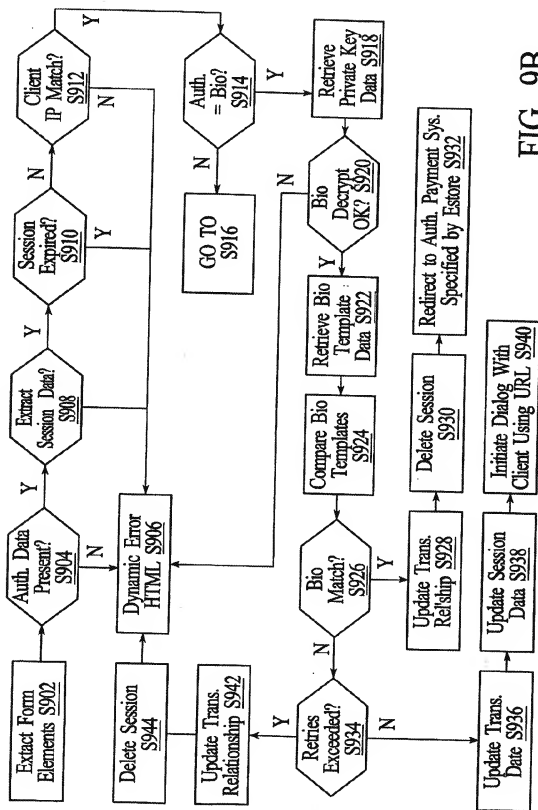 Extact Form
Elements S902
Auth. Data
Present?
S904
Y
N
Extract
Session Data?
S908
Y
Session
Expired?
S910
N
Y
Client
IP Match?
S912
Y
N
Dynamic Error
HTML S906
Auth.
= Bio?
S914
N
Y
GO TO
S916
Retrieve
Private Key
Data S918
Bio
Decrypt
OK? S920
N
Y
Retrieve Bio
Template
Data S922
Compare Bio
Templates
S924
Bio
Match?
S926
N
Y
Update Trans.
Rel'ship S928
Delete Session
S930
Redirect to Auth. Payment Sys.
Specified by Estore S932
Retries
Exceeded?
S934
Y
N
Update Trans.
Relationship S942
Delete Session
S944
Update Trans.
Date S936
Update Session
Data S938
Initiate Dialog With
Client Using URL S940
FIG. 9B